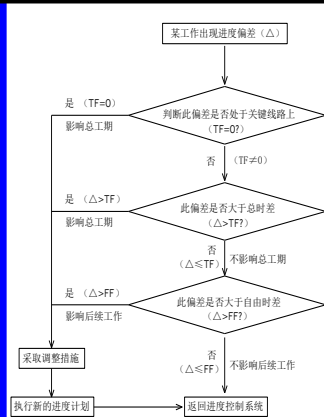 某工作出现进度偏差（△）
是 （TF=0）
判断此偏差是否处于关键线路上
（TF=0?）
影响总工期
否 （TF≠0）
是 （△>TF）
此偏差是否大于总时差
（△>TF?）
影响总工期
否
（△≤TF）
不影响总工期
是 （△>FF）
此偏差是否大于自由时差
（△>FF?）
影响后续工作
否
（△≤FF）
不影响后续工作
采取调整措施
执行新的进度计划
返回进度控制系统